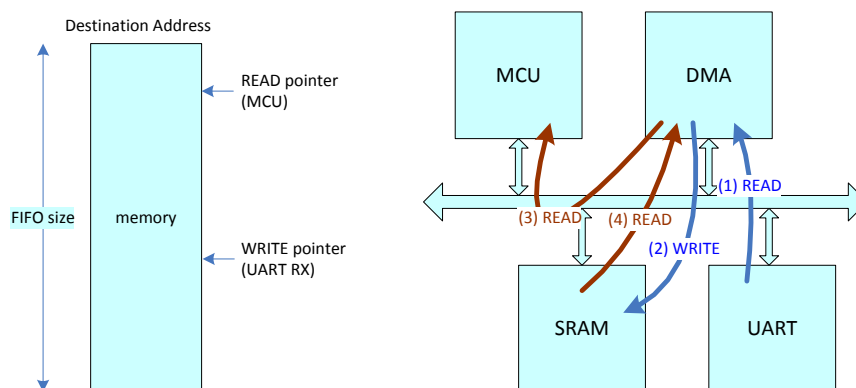 Destination Address
READ pointer
(MCU)
FIFO size
memory
WRITE pointer
(UART RX)
MCU
DMA
(1) READ
(3) READ
(4) READ
(2) WRITE
SRAM
UART